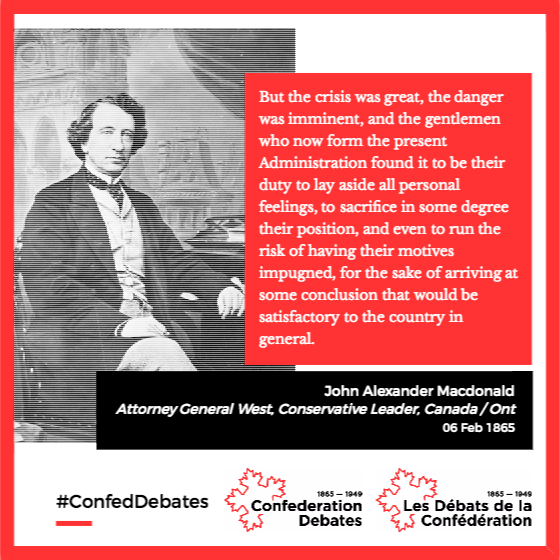 But the crisis was great, the danger
was imminent, and the gentlemen
who now form the present
Administration found it to be their
duty to lay aside all personal
feelings, to sacrifice in some degree
their position, and even to run the
risk of having their motives
impugned, for the sake of arriving at
some conclusion that would be
satisfactory to the country in
general.
John Alexander Macdonald
Attorney General West, Conservative Leader, Canada / Ont
06 Feb 1865
#ConfedDebates
1865 — 1949
Confederation
Debates
1865 — 1949
Les Débats de la
Confédération